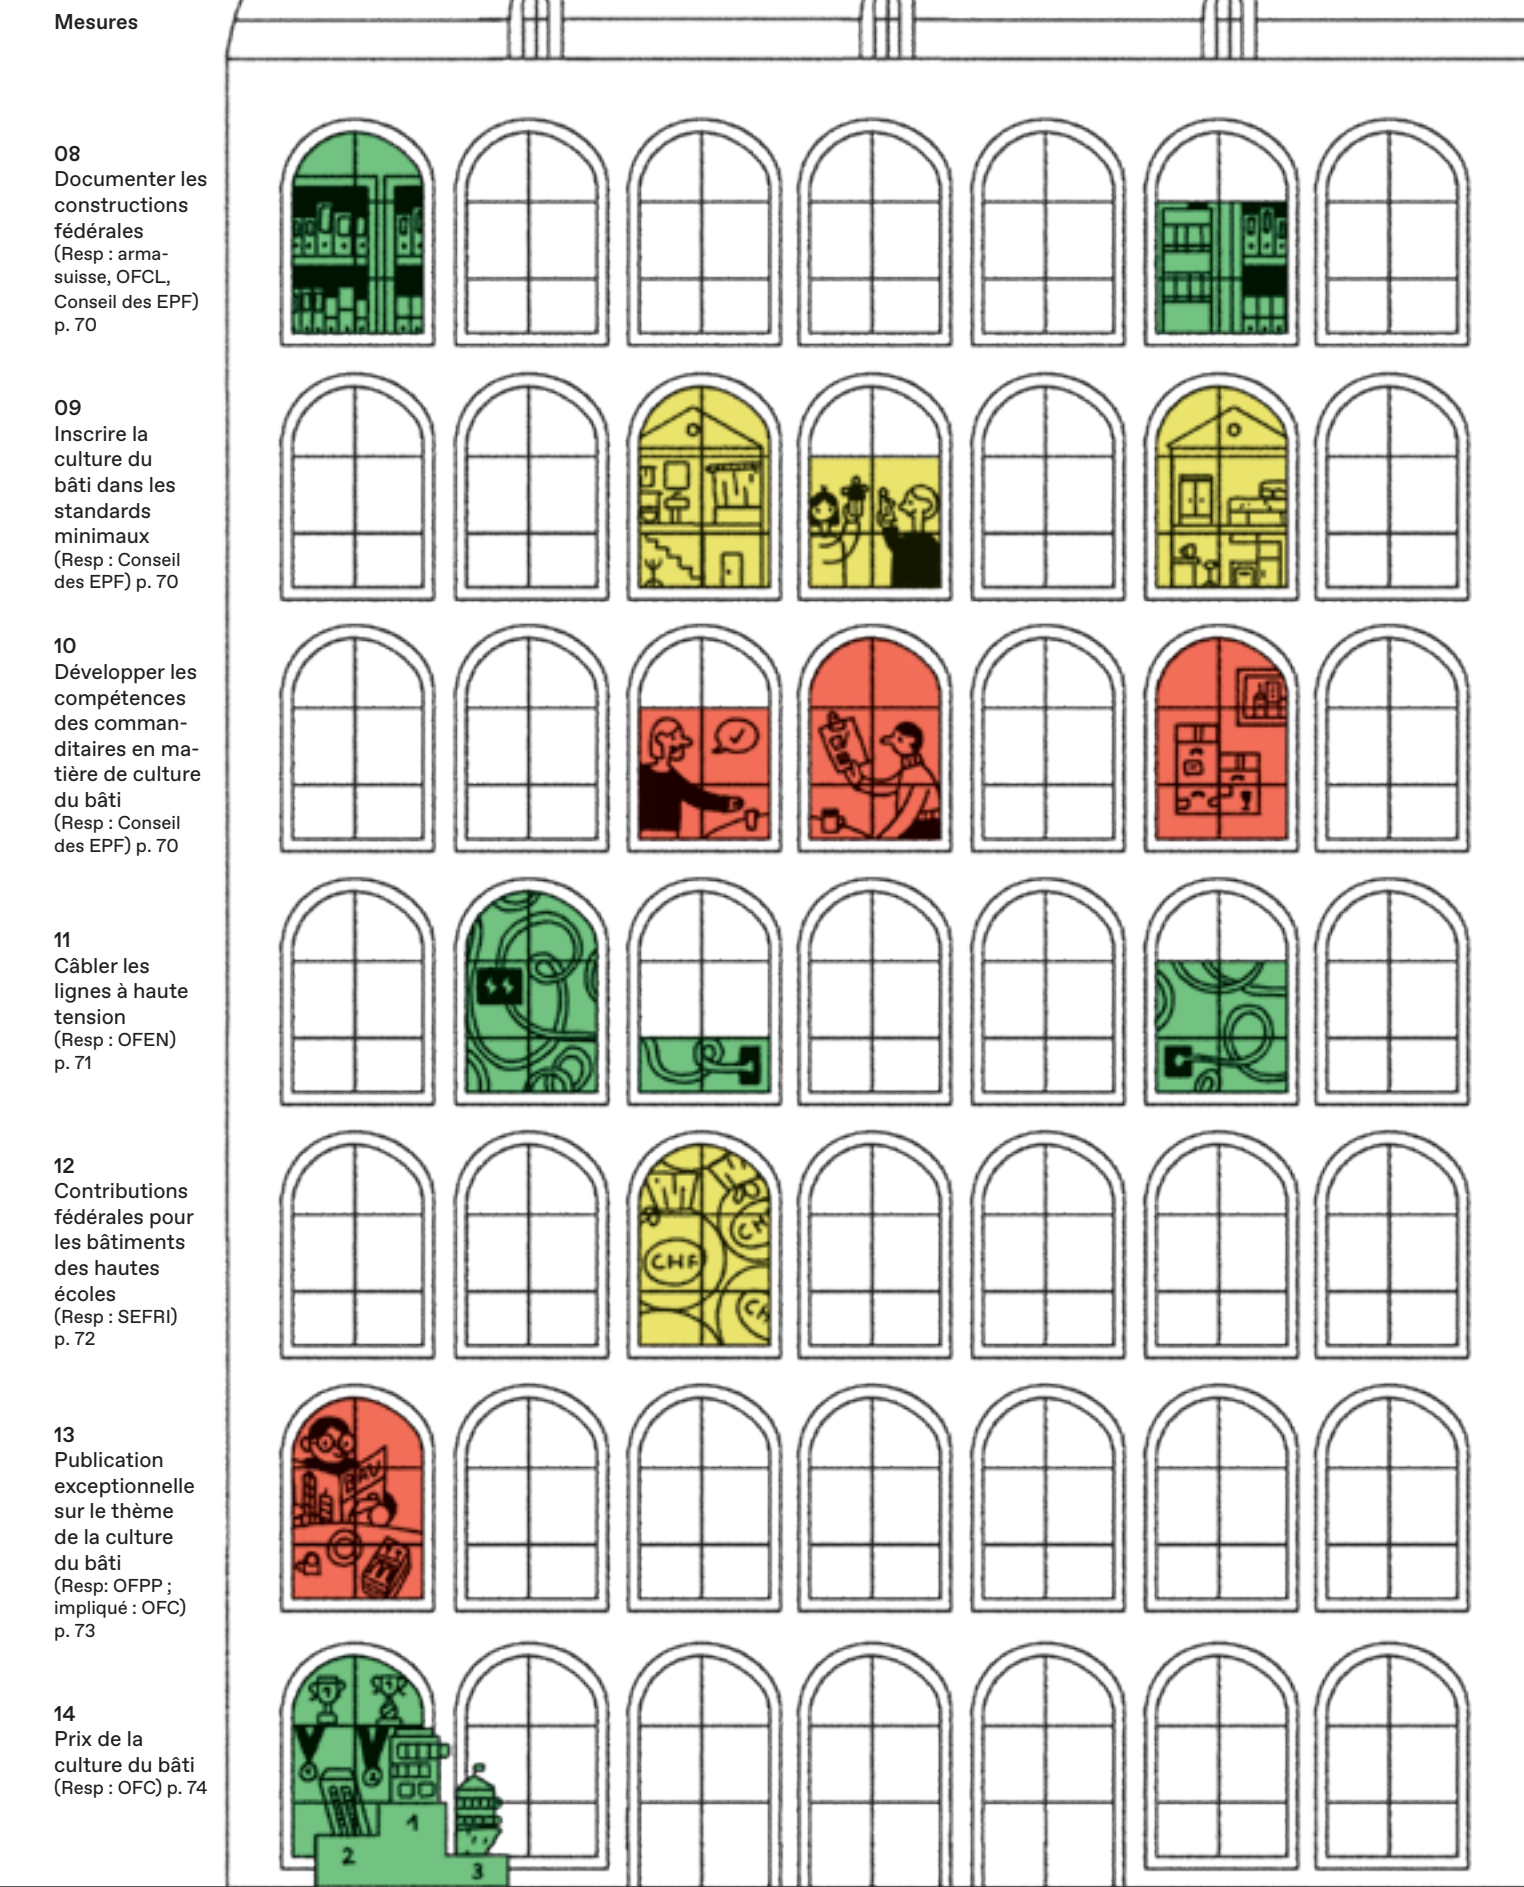 Mesures
08
Documenter les
constructions
fédérales
(Resp : arma-
suisse, OFCL,
Conseil des EPF)
p. 70
09
Inscrire la
culture du
bâti dans les
standards
minimaux
(Resp : Conseil
des EPF) p. 70
10
Développer les
compétences
des comman-
ditaires en ma-
tière de culture
du bâti
(Resp : Conseil
des EPF) p. 70
11
Câbler les
lignes à haute
tension
(Resp : OFEN)
p. 71
12
Contributions
fédérales pour
les bâtiments
des hautes
écoles
(Resp : SEFRI)
p. 72
CH
CHF
CH
13
Publication
exceptionnelle
sur le thème
de la culture
du bâti
(Resp: OFPP ;
impliqué : OFC)
p. 73
BAU
14
Prix de la
culture du bâti
(Resp : OFC) p. 74
1
2
3